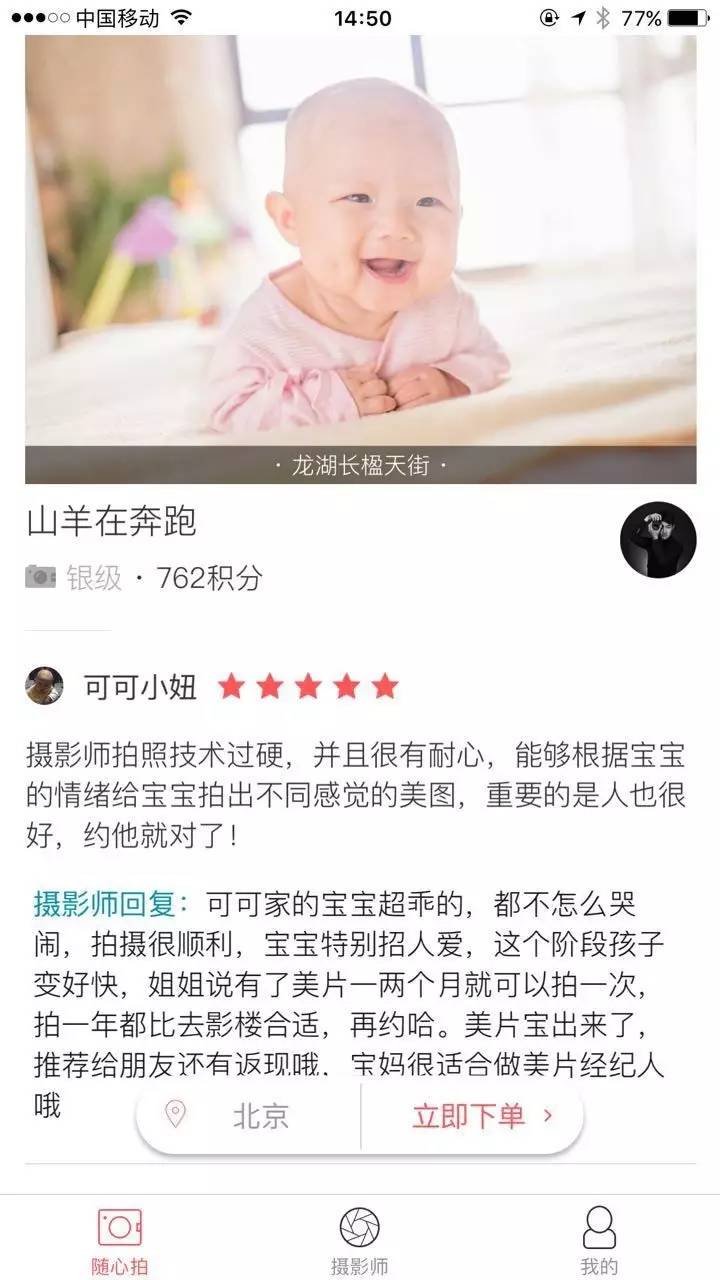 中国移动 14:50 77%
· 龙湖长楹天街 ·
山羊在奔跑
银级 · 762积分
可可小妞
摄影师拍照技术过硬，并且很有耐心，能够根据宝宝
的情绪给宝宝拍出不同感觉的美图，重要的是人也很
好，约他就对了！
摄影师回复：可可家的宝宝超乖的，都不怎么哭
闹，拍摄很顺利，宝宝特别招人爱，这个阶段孩子
变好快，姐姐说有了美片一两个月就可以拍一次，
拍一年都比去影楼合适，再约哈。美片宝出来了，
推荐给朋友还有返现哦，宝妈很适合做美片经纪人
哦
北京 立即下单 ›
随心拍 摄影师 我的